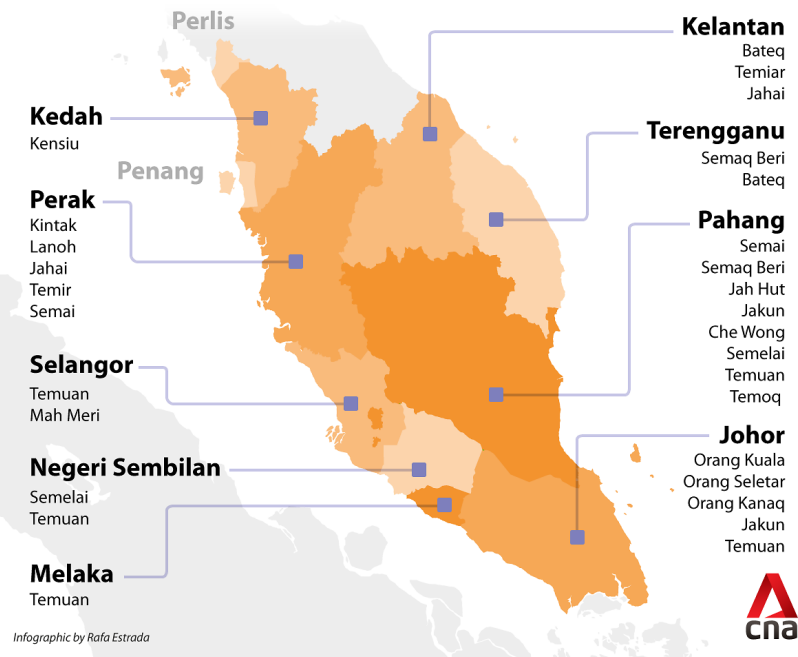 Perlis
Kedah
Kensiu
Penang
Perak
Kintak
Lanoh
Jahai
Temir
Semai
Selangor
Temuan
Mah Meri
Negeri Sembilan
Semelai
Temuan
Melaka
Temuan
Kelantan
Bateq
Temiar
Jahai
Terengganu
Semaq Beri
Bateq
Pahang
Semai
Semaq Beri
Jah Hut
Jakun
Che Wong
Semelai
Temuan
Temoq
Johor
Orang Kuala
Orang Seletar
Orang Kanaq
Jakun
Temuan
Infographic by Rafa Estrada
cna